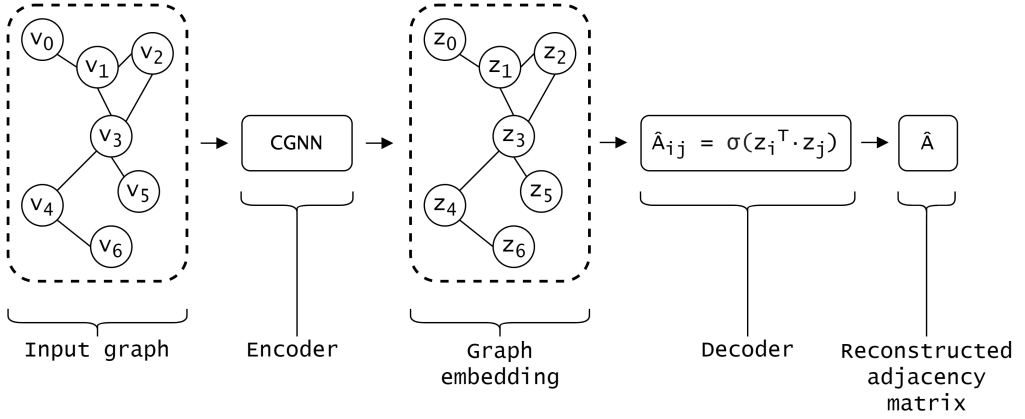 v₀
v₁
v₂
v₃
v₄
v₅
v₆
CGNN
z₀
z₁
z₂
z₃
z₄
z₅
z₆
Âᵢⱼ = σ(zᵢᵀ·zⱼ)
Â
Input graph
Encoder
Graph
embedding
Decoder
Reconstructed
adjacency
matrix